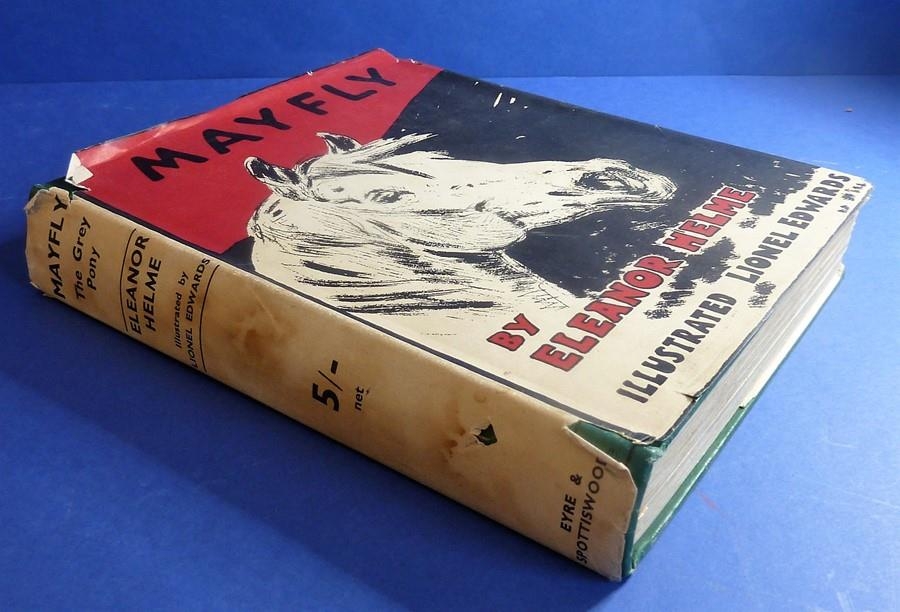 MAYFLY
BY
ELEANOR HELME
ILLUSTRATED LIONEL EDWARDS
MAYFLY
The Grey
Pony
ELEANOR
HELME
Illustrated by
LIONEL EDWARDS
5/-
net
EYRE &
SPOTTISWOODE